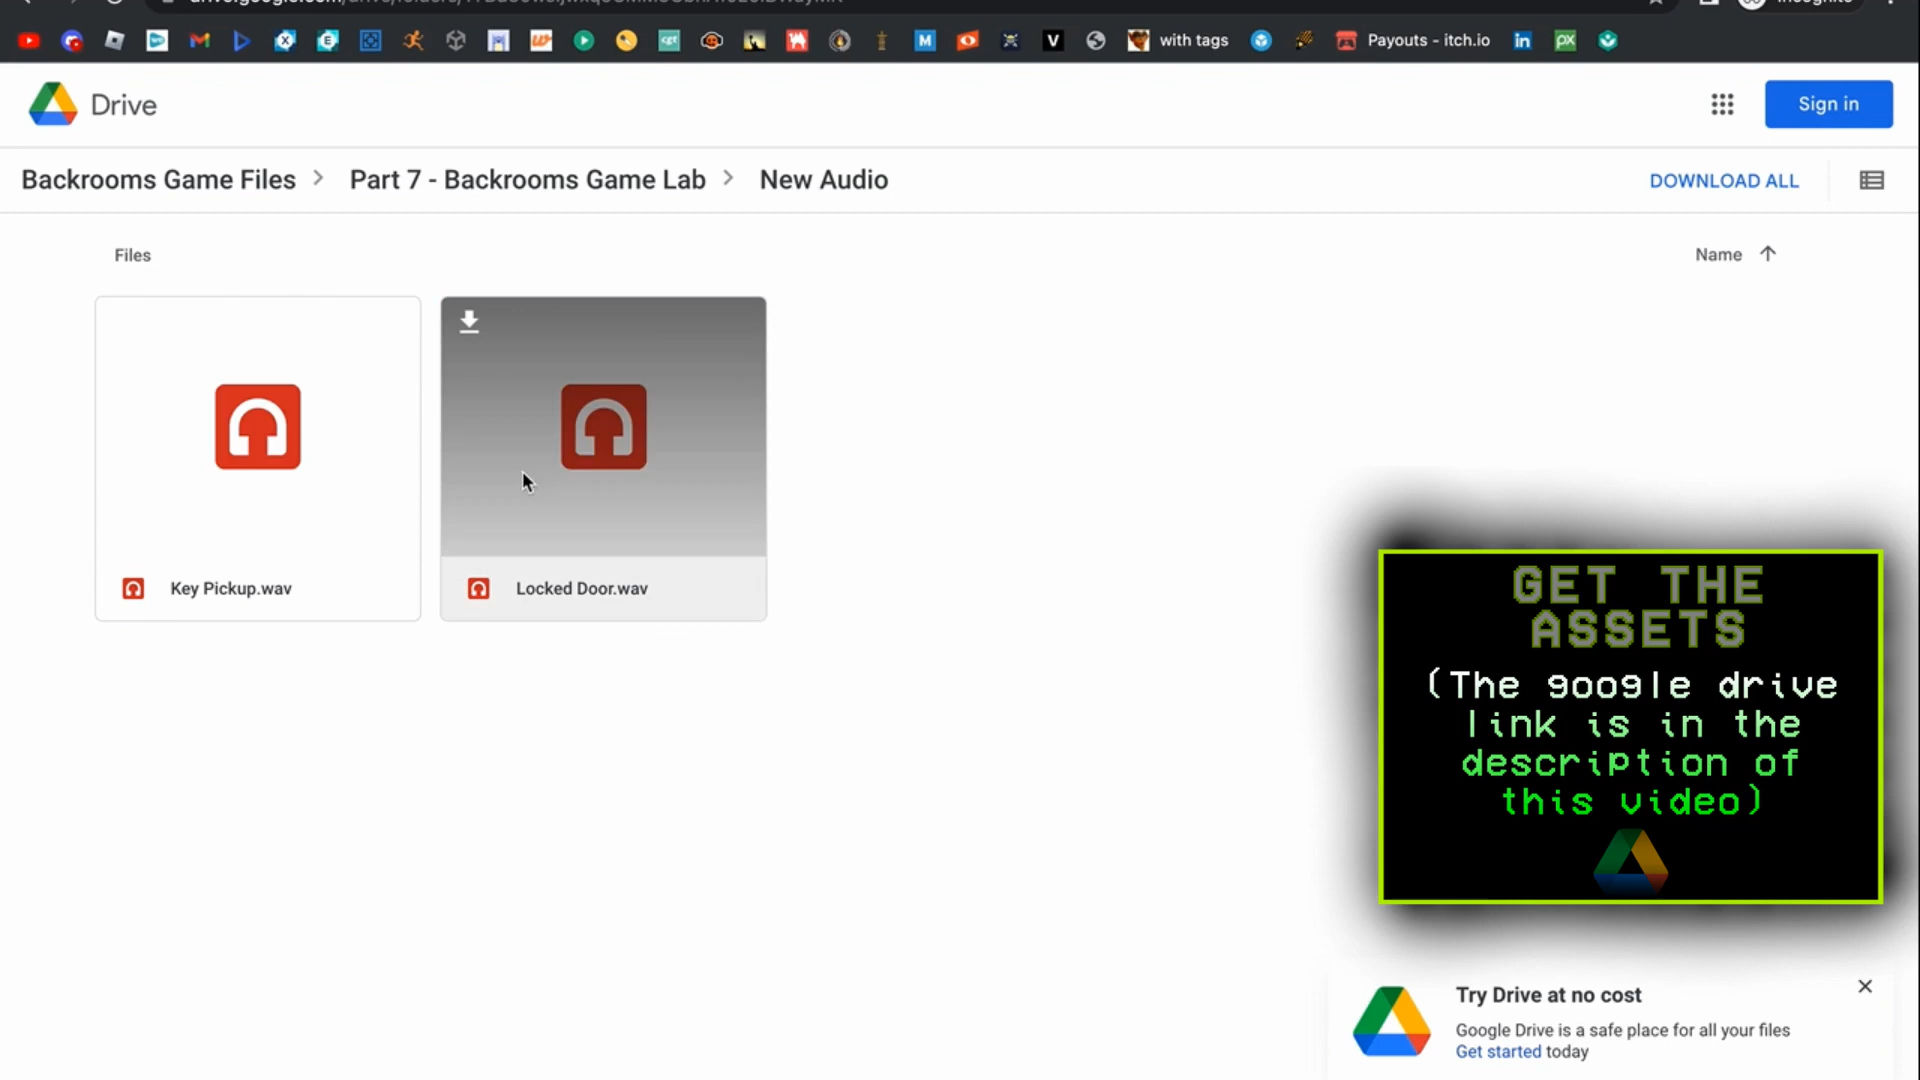 with tags
Payouts - itch.io
Drive
Sign in
Backrooms Game Files
Part 7 - Backrooms Game Lab
New Audio
DOWNLOAD ALL
Files
Name
Key Pickup.wav
Locked Door.wav
GET THE
ASSETS
(The google drive
link is in the
description of
this video)
Try Drive at no cost
Google Drive is a safe place for all your files
Get started today